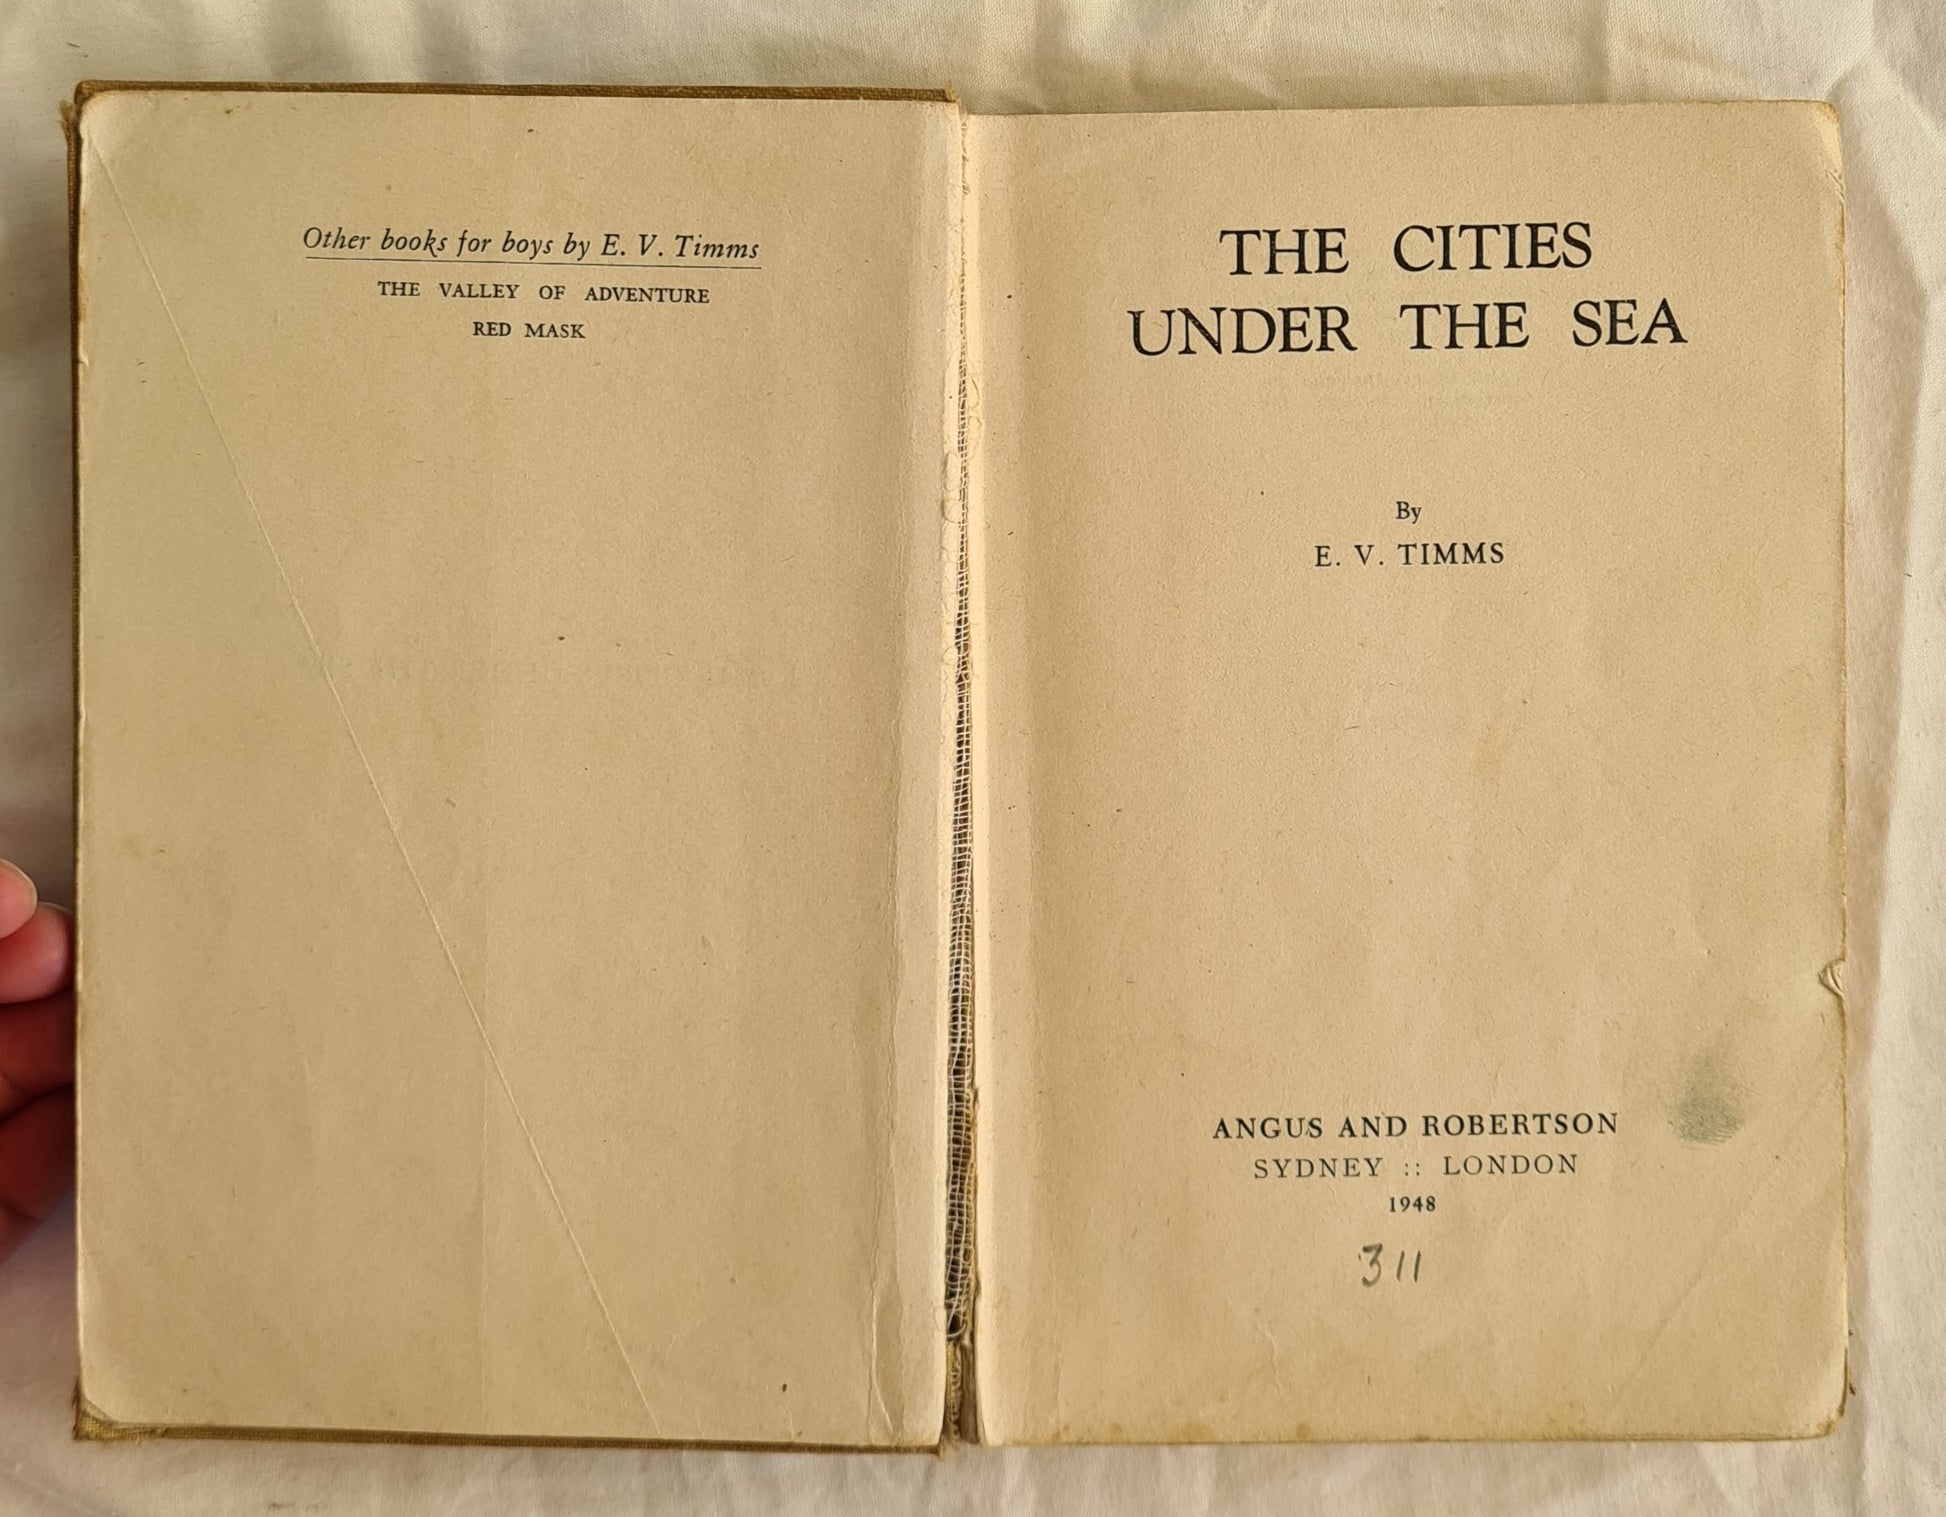 Other books for boys by E. V. Timms
THE VALLEY OF ADVENTURE
RED MASK
THE CITIES
UNDER THE SEA
By
E. V. TIMMS
ANGUS AND ROBERTSON
SYDNEY :: LONDON
1948
311